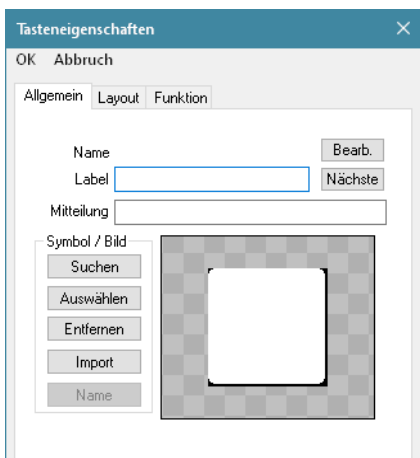 Tasteneigenschaften
OK Abbruch
Allgemein Layout Funktion
Name Bearb.
Label Nächste
Mitteilung
Symbol / Bild
Suchen
Auswählen
Entfernen
Import
Name